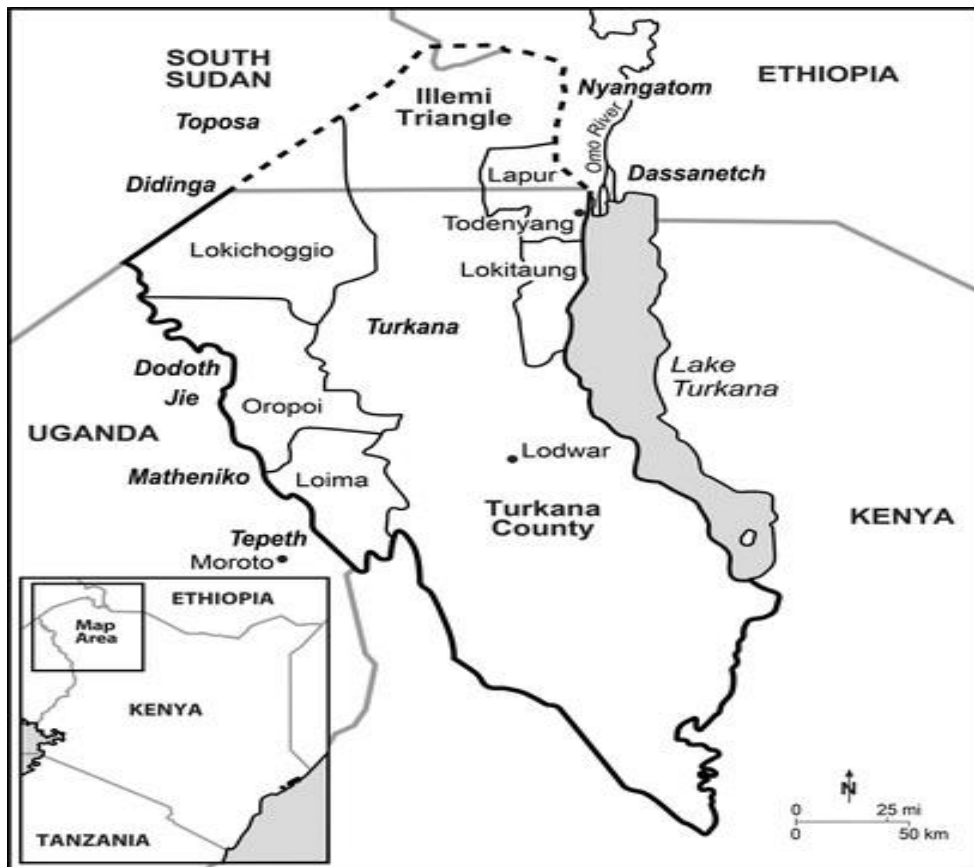 SOUTH
SUDAN
ETHIOPIA
Illemi
Triangle
Nyangatom
Toposa
Omo River
Lapur
Dassanetch
Didinga
Todenyang
Lokichoggio
Lokitaung
Turkana
Lake
Turkana
Dodoth
Jie
Oropoi
UGANDA
Lodwar
Matheniko
Loima
Turkana
County
KENYA
Tepeth
Moroto
ETHIOPIA
Map
Area
KENYA
TANZANIA
N
0 25 mi
0 50 km